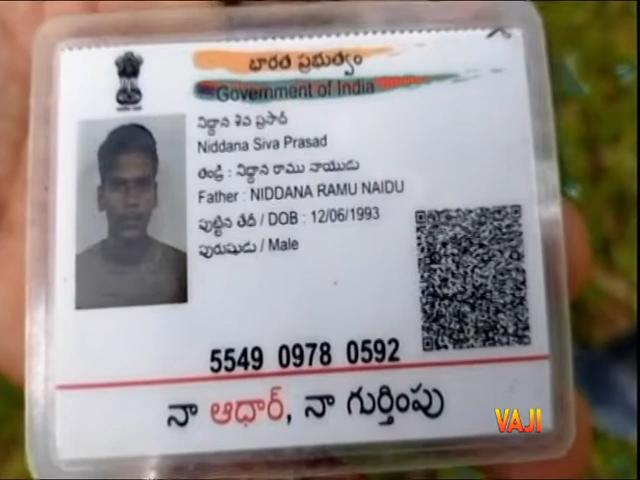 భారత ప్రభుత్వం
Government of India
నిద్దాన శివ ప్రసాద్
Niddana Siva Prasad
తండ్రి : నిద్దాన రాము నాయుడు
Father : NIDDANA RAMU NAIDU
పుట్టిన తేదీ / DOB : 12/06/1993
పురుషుడు / Male
5549 0978 0592
నా ఆధార్, నా గుర్తింపు
VAJI